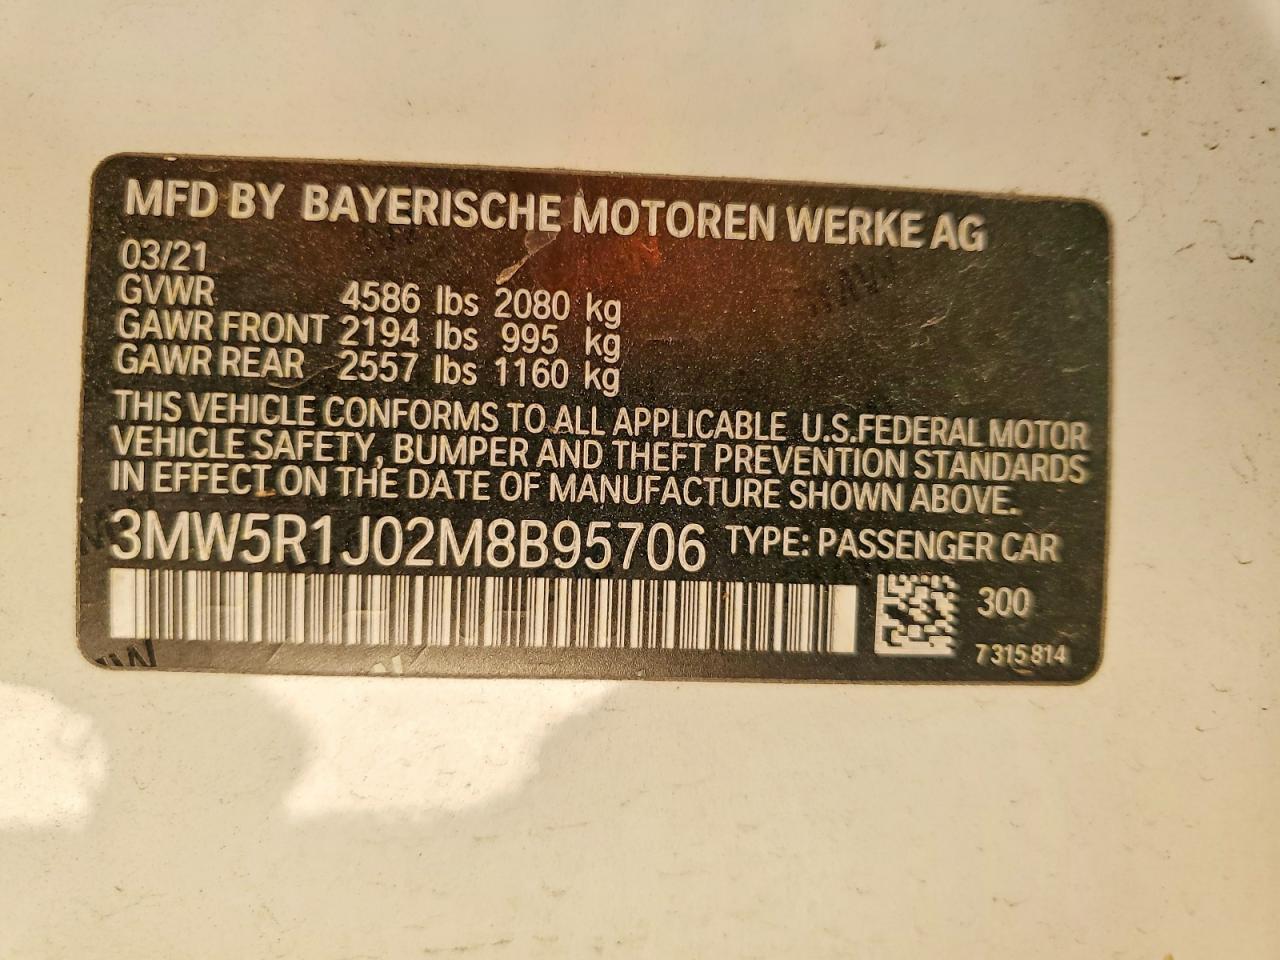 MFD BY BAYERISCHE MOTOREN WERKE AG
03/21
GVWR 4586 lbs 2080 kg
GAWR FRONT 2194 lbs 995 kg
GAWR REAR 2557 lbs 1160 kg
THIS VEHICLE CONFORMS TO ALL APPLICABLE U.S.FEDERAL MOTOR
VEHICLE SAFETY, BUMPER AND THEFT PREVENTION STANDARDS
IN EFFECT ON THE DATE OF MANUFACTURE SHOWN ABOVE.
3MW5R1J02M8B95706 TYPE: PASSENGER CAR
300
7 315 814